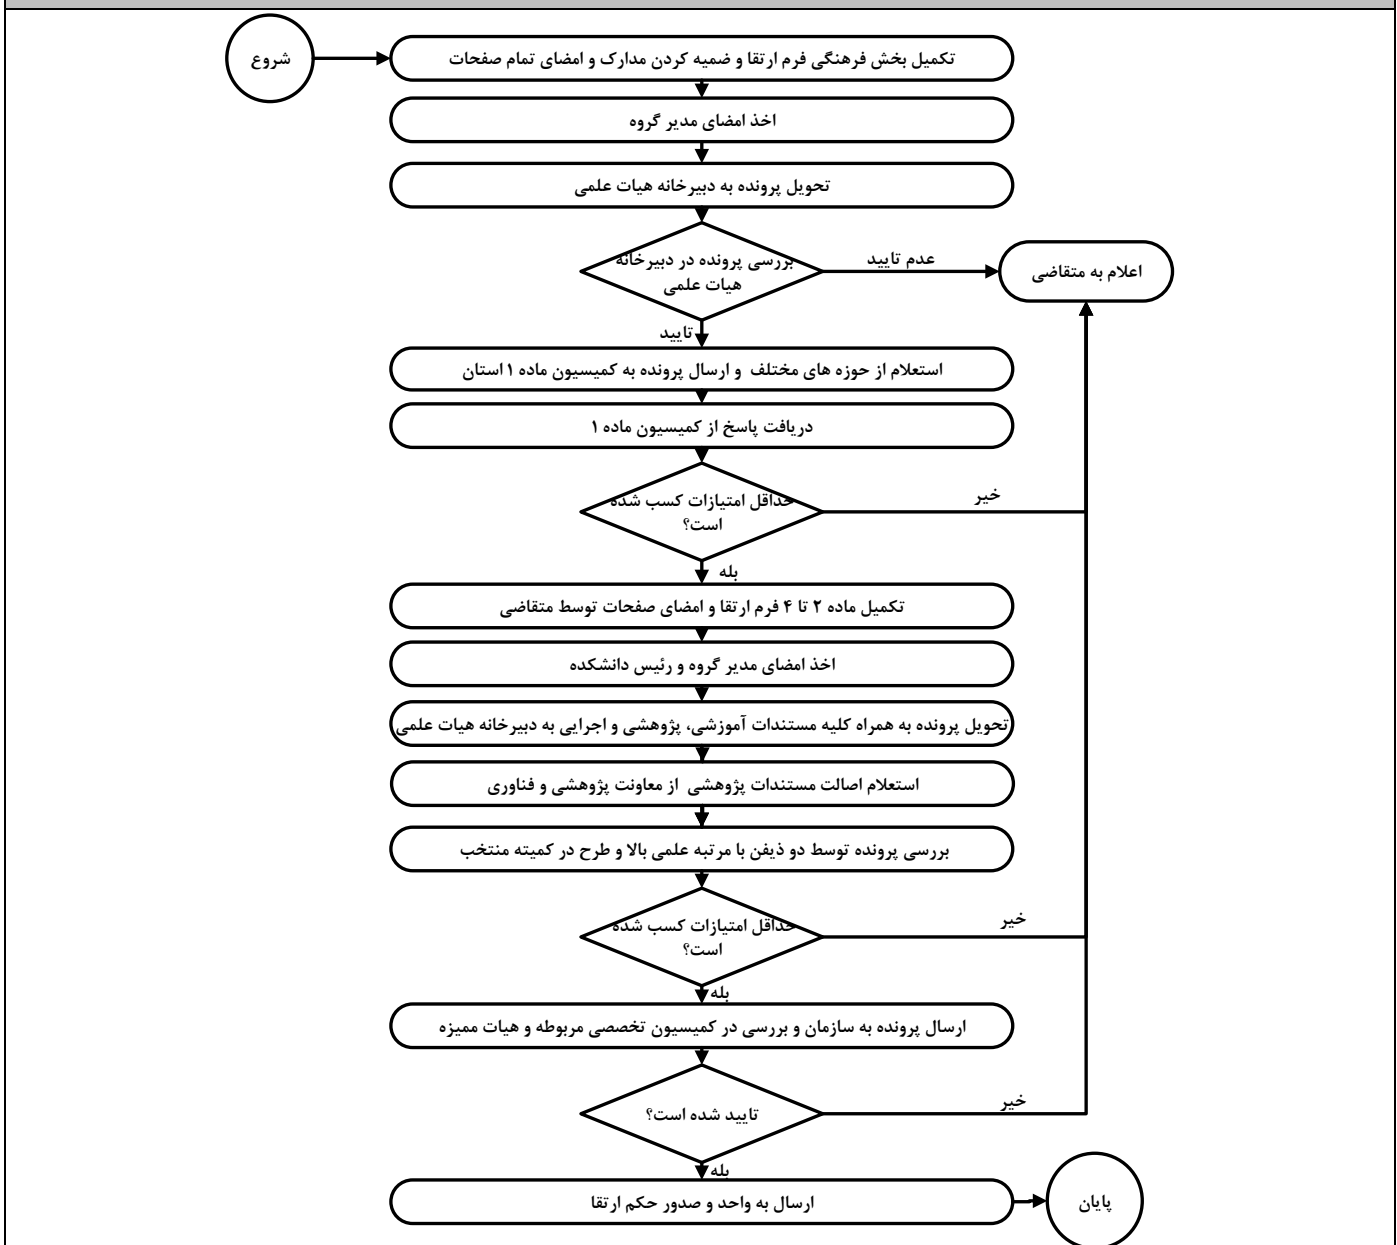 شروع
تکمیل بخش فرهنگی فرم ارتقا و ضمیه کردن مدارک و امضای تمام صفحات
اخذ امضای مدیر گروه
تحویل پرونده به دبیرخانه هیات علمی
بررسی پرونده در دبیرخانه
هیات علمی
عدم تایید
اعلام به متقاضی
تایید
استعلام از حوزه های مختلف و ارسال پرونده به کمیسیون ماده ۱ استان
دریافت پاسخ از کمیسیون ماده ۱
حداقل امتیازات کسب شده
است؟
خیر
بله
تکمیل ماده ۲ تا ۴ فرم ارتقا و امضای صفحات توسط متقاضی
اخذ امضای مدیر گروه و رئیس دانشکده
تحویل پرونده به همراه کلیه مستندات آموزشی، پژوهشی و اجرایی به دبیرخانه هیات علمی
استعلام اصالت مستندات پژوهشی از معاونت پژوهشی و فناوری
بررسی پرونده توسط دو ذیفن با مرتبه علمی بالا و طرح در کمیته منتخب
حداقل امتیازات کسب شده
است؟
خیر
بله
ارسال پرونده به سازمان و بررسی در کمیسیون تخصصی مربوطه و هیات ممیزه
تایید شده است؟
خیر
بله
ارسال به واحد و صدور حکم ارتقا
پایان